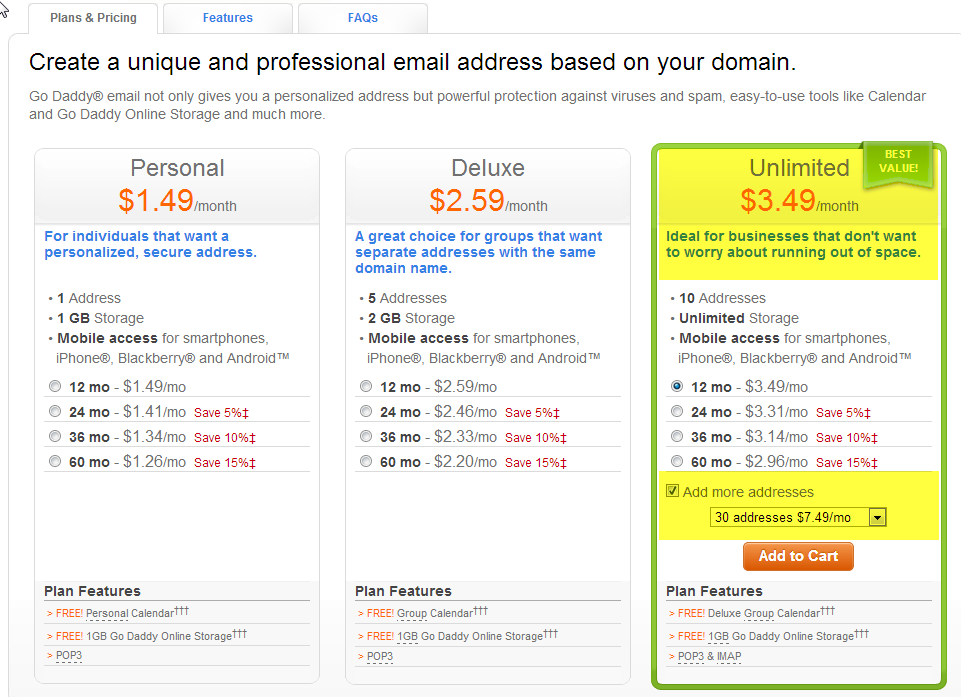 Plans & Pricing
Features
FAQs
Create a unique and professional email address based on your domain.
Go Daddy® email not only gives you a personalized address but powerful protection against viruses and spam, easy-to-use tools like Calendar
and Go Daddy Online Storage and much more.
Personal
$1.49/month
For individuals that want a
personalized, secure address.
• 1 Address
• 1 GB Storage
• Mobile access for smartphones,
iPhone®, Blackberry® and Android™
12 mo - $1.49/mo
24 mo - $1.41/mo Save 5%‡
36 mo - $1.34/mo Save 10%‡
60 mo - $1.26/mo Save 15%‡
Plan Features
> FREE! Personal Calendar†††
> FREE! 1GB Go Daddy Online Storage†††
> POP3
Deluxe
$2.59/month
A great choice for groups that want
separate addresses with the same
domain name.
• 5 Addresses
• 2 GB Storage
• Mobile access for smartphones,
iPhone®, Blackberry® and Android™
12 mo - $2.59/mo
24 mo - $2.46/mo Save 5%‡
36 mo - $2.33/mo Save 10%‡
60 mo - $2.20/mo Save 15%‡
Plan Features
> FREE! Group Calendar†††
> FREE! 1GB Go Daddy Online Storage†††
> POP3
BEST
VALUE!
Unlimited
$3.49/month
Ideal for businesses that don't want
to worry about running out of space.
• 10 Addresses
• Unlimited Storage
• Mobile access for smartphones,
iPhone®, Blackberry® and Android™
12 mo - $3.49/mo
24 mo - $3.31/mo Save 5%‡
36 mo - $3.14/mo Save 10%‡
60 mo - $2.96/mo Save 15%‡
Add more addresses
30 addresses $7.49/mo
Add to Cart
Plan Features
> FREE! Deluxe Group Calendar†††
> FREE! 1GB Go Daddy Online Storage†††
> POP3 & IMAP